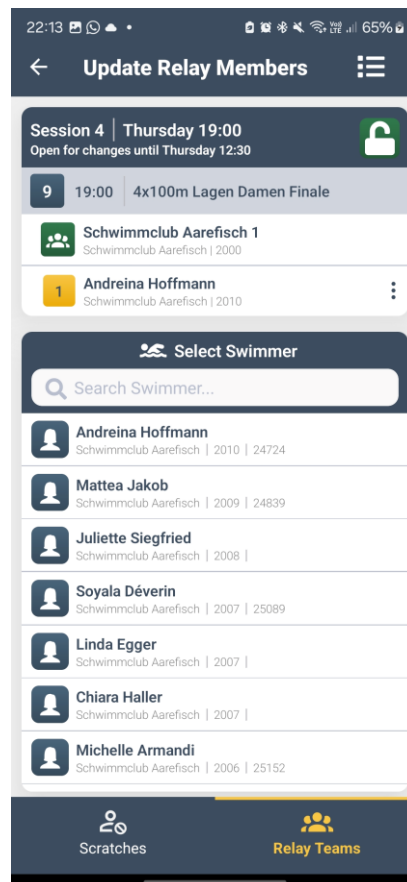 22:13
VoI) LTE 65%
Update Relay Members
Session 4 | Thursday 19:00
Open for changes until Thursday 12:30
9 19:00 4x100m Lagen Damen Finale
Schwimmclub Aarefisch 1
Schwimmclub Aarefisch | 2000
1 Andreina Hoffmann
Schwimmclub Aarefisch | 2010
Select Swimmer
Search Swimmer...
Andreina Hoffmann
Schwimmclub Aarefisch | 2010 | 24724
Mattea Jakob
Schwimmclub Aarefisch | 2009 | 24839
Juliette Siegfried
Schwimmclub Aarefisch | 2008 |
Soyala Déverin
Schwimmclub Aarefisch | 2007 | 25089
Linda Egger
Schwimmclub Aarefisch | 2007 |
Chiara Haller
Schwimmclub Aarefisch | 2007 |
Michelle Armandi
Schwimmclub Aarefisch | 2006 | 25152
Scratches
Relay Teams